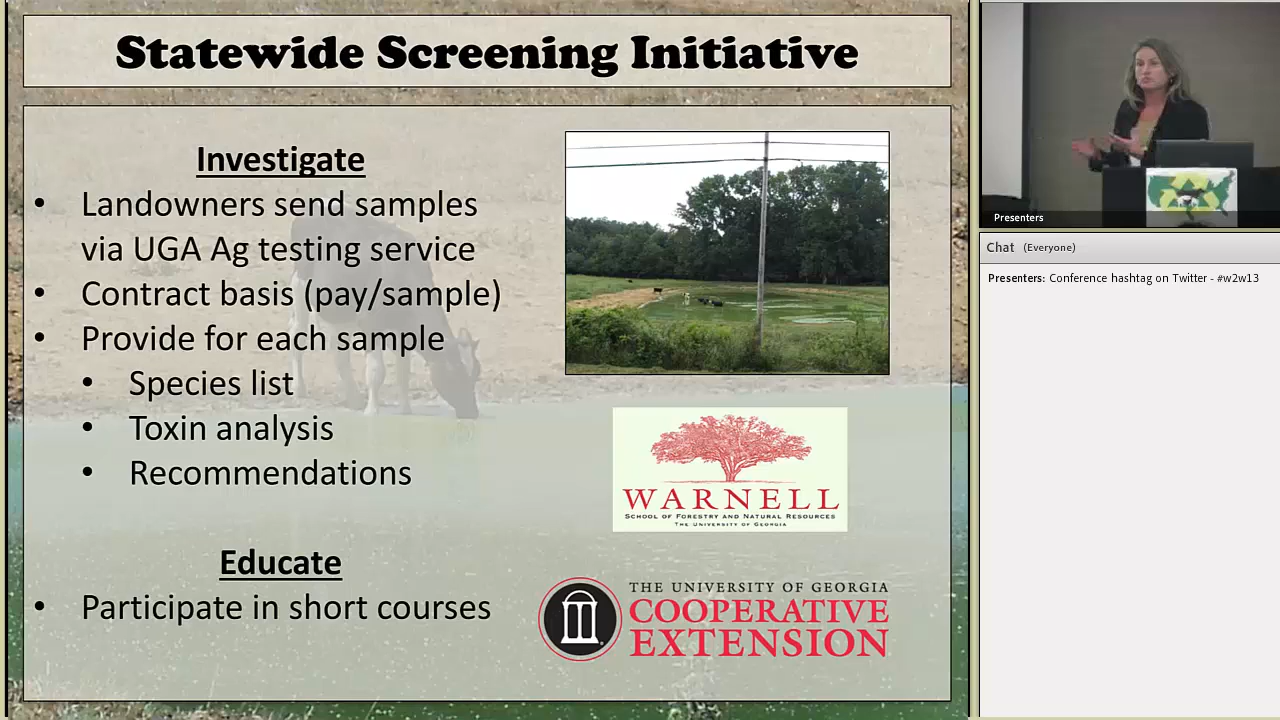 Statewide Screening Initiative
Investigate
• Landowners send samples
via UGA Ag testing service
• Contract basis (pay/sample)
• Provide for each sample
• Species list
• Toxin analysis
• Recommendations
Educate
• Participate in short courses
WARNELL
SCHOOL OF FORESTRY AND NATURAL RESOURCES
THE UNIVERSITY OF GEORGIA
THE UNIVERSITY OF GEORGIA
COOPERATIVE
EXTENSION
Presenters
Chat (Everyone)
Presenters: Conference hashtag on Twitter - #w2w13